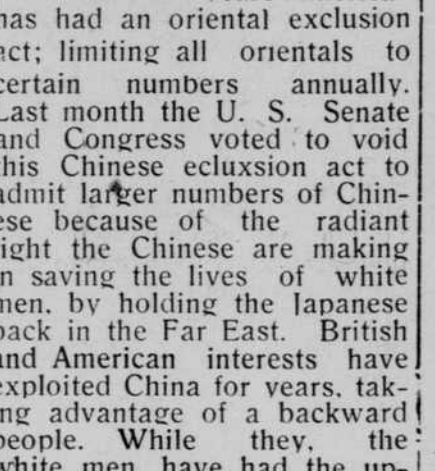 has had an oriental exclusion
act; limiting all orientals to
certain numbers annually.
Last month the U. S. Senate
and Congress voted to void
this Chinese ecluxsion act to
admit larger numbers of Chin-
ese because of the radiant
fight the Chinese are making
in saving the lives of white
men, by holding the Japanese
back in the Far East. British
and American interests have
exploited China for years, tak-
ing advantage of a backward
people. While they, the
white men, have had the up-